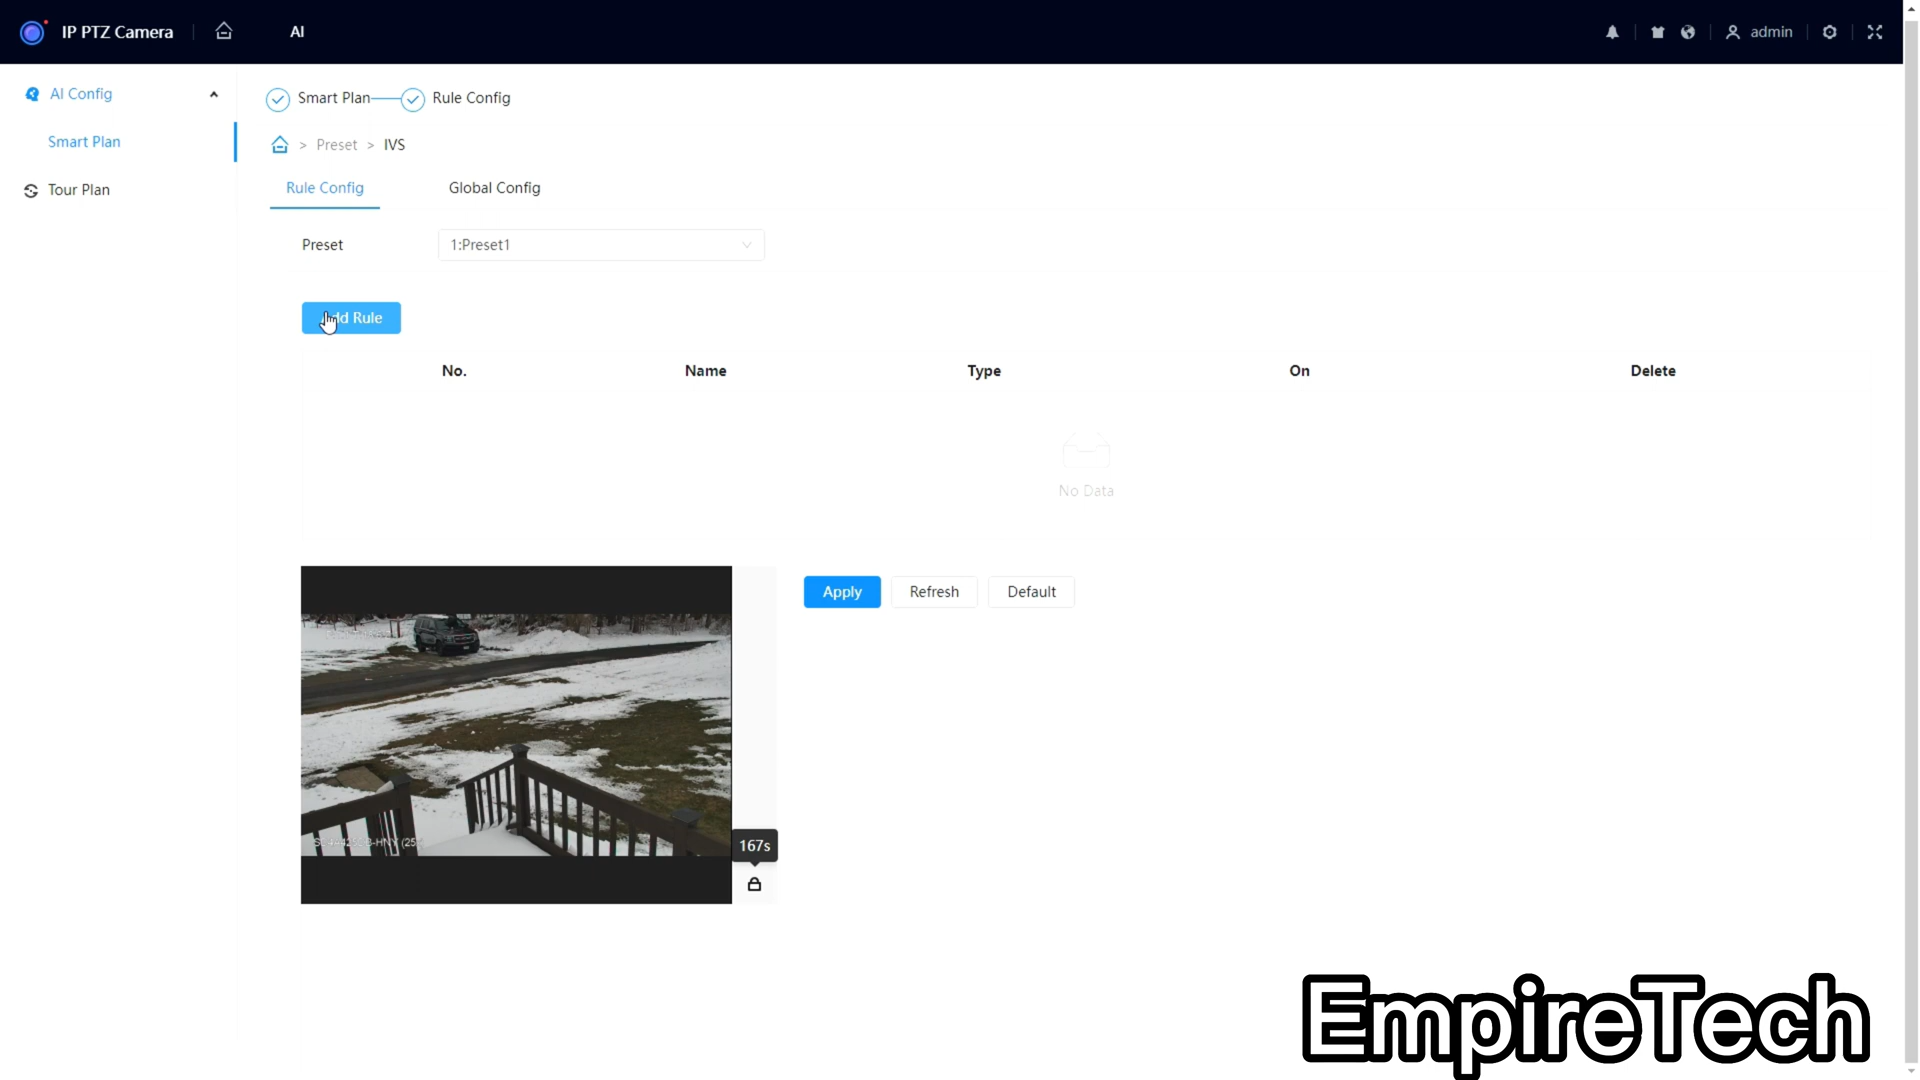 IP PTZ Camera
AI
admin
AI Config
Smart Plan
Tour Plan
Smart Plan
Rule Config
> Preset > IVS
Rule Config
Global Config
Preset
1:Preset1
Rule
No.
Name
Type
On
Delete
No Data
Apply
Refresh
Default
167s
EmpireTech